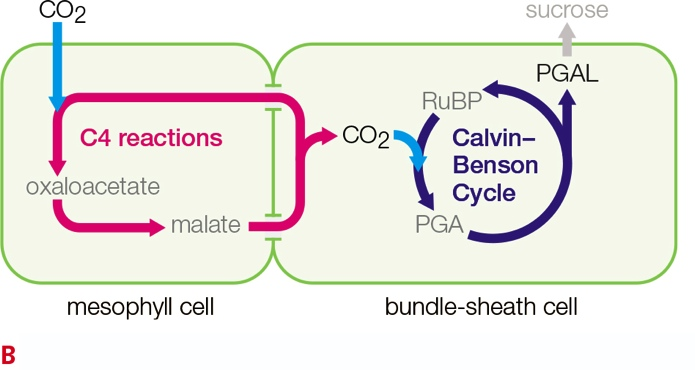 CO2
sucrose
PGAL
RuBP
C4 reactions
CO2
Calvin–
Benson
Cycle
oxaloacetate
malate
PGA
mesophyll cell
bundle-sheath cell
B